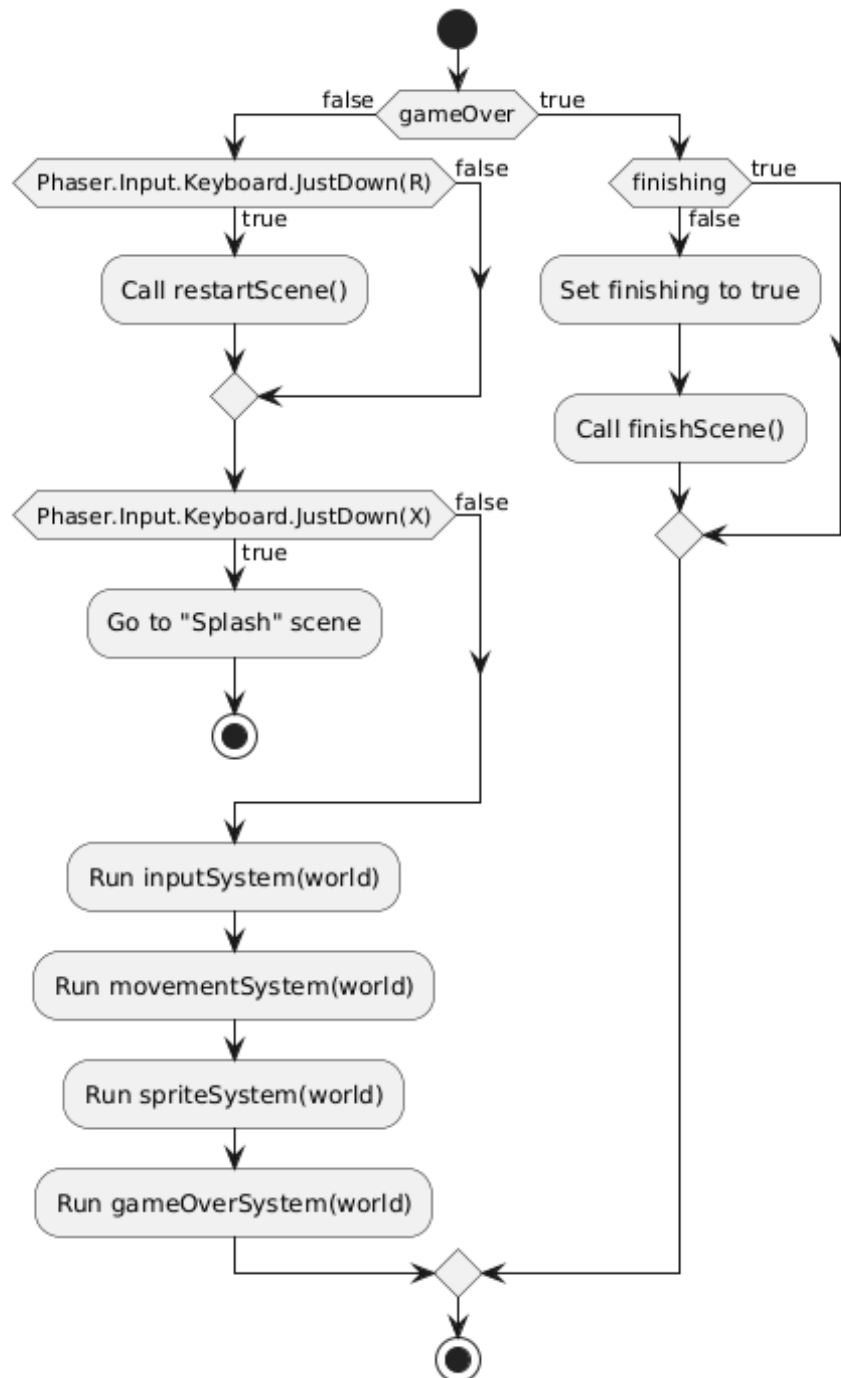 false
gameOver
true
Phaser.Input.Keyboard.JustDown(R)
false
true
Call restartScene()
finishing
true
false
Set finishing to true
Call finishScene()
Phaser.Input.Keyboard.JustDown(X)
false
true
Go to "Splash" scene
Run inputSystem(world)
Run movementSystem(world)
Run spriteSystem(world)
Run gameOverSystem(world)